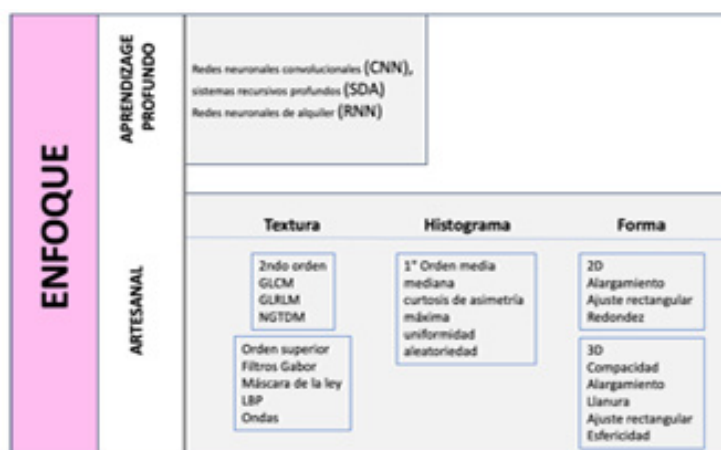 ENFOQUE
APRENDIZAGE
PROFUNDO
Redes neuronales convolucionales (CNN),
sistemas recursivos profundos (SDA)
Redes neuronales de alquiler (RNN)
ARTESANAL
Textura
2ndo orden
GLCM
GLRLM
NGTDM
Orden superior
Filtros Gabor
Máscara de la ley
LBP
Ondas
Histograma
1° Orden media
mediana
curtosis de asimetría
máxima
uniformidad
aleatoriedad
Forma
2D
Alargamiento
Ajuste rectangular
Redondez
3D
Compacidad
Alargamiento
Llanura
Ajuste rectangular
Esfericidad